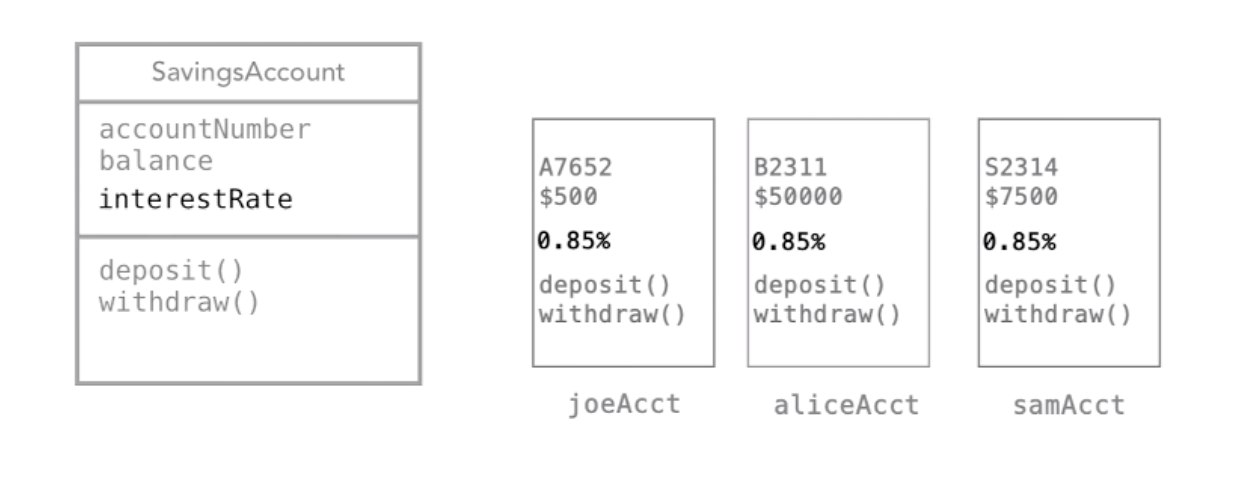 SavingsAccount
accountNumber
balance
interestRate
deposit()
withdraw()
A7652
$500
0.85%
deposit()
withdraw()
joeAcct
B2311
$50000
0.85%
deposit()
withdraw()
aliceAcct
S2314
$7500
0.85%
deposit()
withdraw()
samAcct